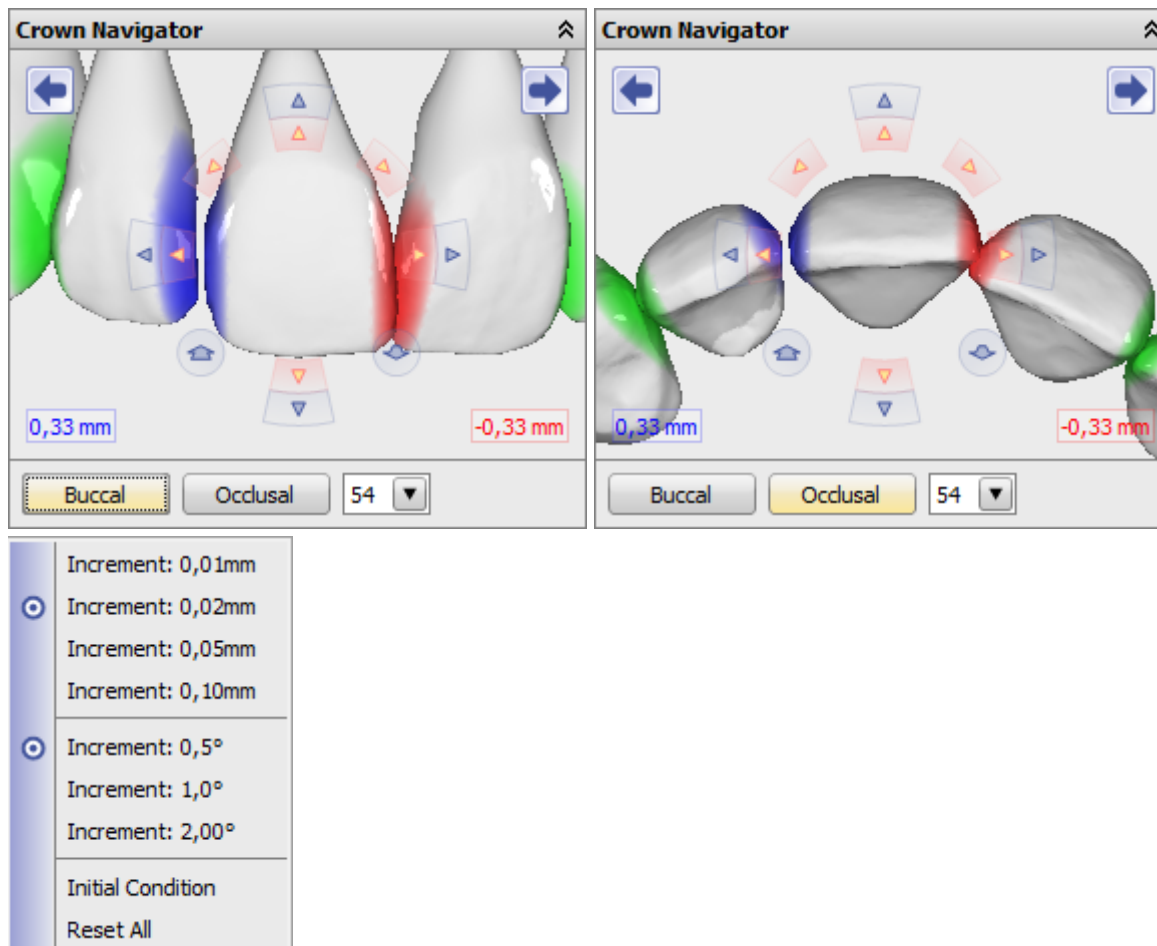 Crown Navigator
0,33 mm
-0,33 mm
Buccal
Occlusal
54
Crown Navigator
0,33 mm
-0,33 mm
Buccal
Occlusal
54
Increment: 0,01mm
Increment: 0,02mm
Increment: 0,05mm
Increment: 0,10mm
Increment: 0,5°
Increment: 1,0°
Increment: 2,00°
Initial Condition
Reset All